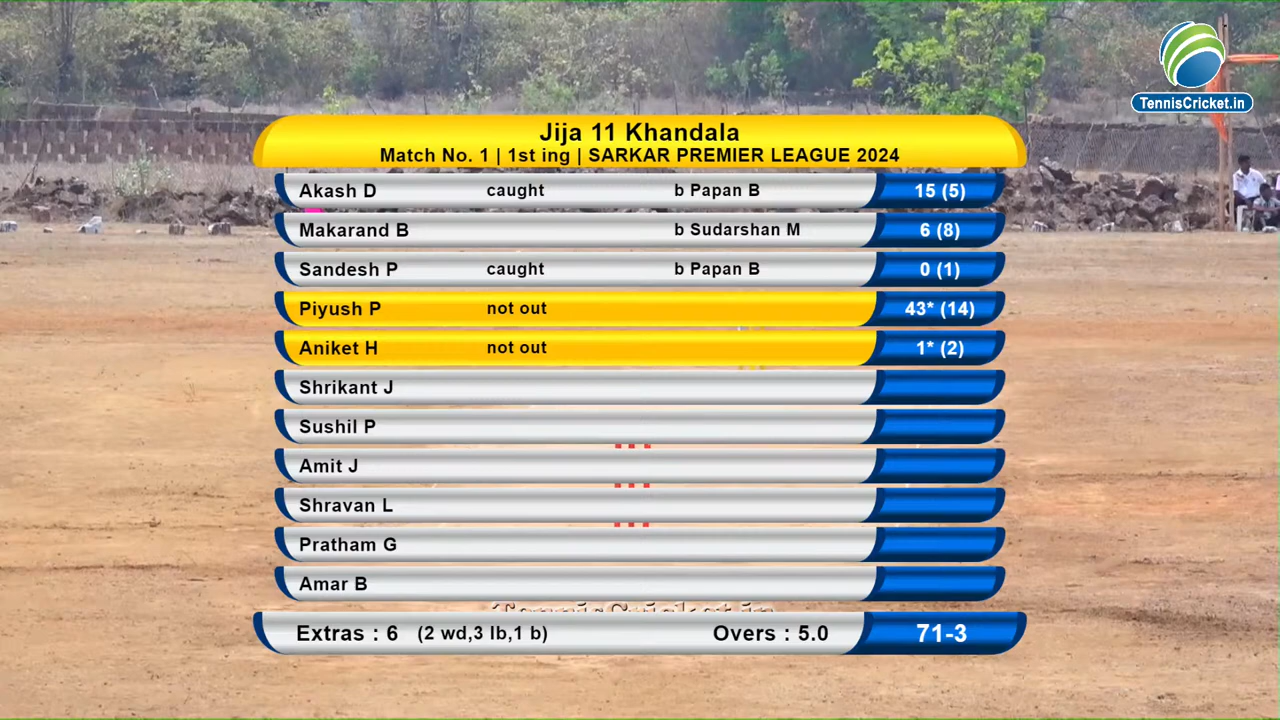 TennisCricket.in
Jija 11 Khandala
Match No. 1 | 1st ing | SARKAR PREMIER LEAGUE 2024
Akash D caught b Papan B 15 (5)
Makarand B b Sudarshan M 6 (8)
Sandesh P caught b Papan B 0 (1)
Piyush P not out 43* (14)
Aniket H not out 1* (2)
Shrikant J
Sushil P
Amit J
Shravan L
Pratham G
Amar B
TennisCricket.in
Extras : 6 (2 wd,3 lb,1 b) Overs : 5.0 71-3